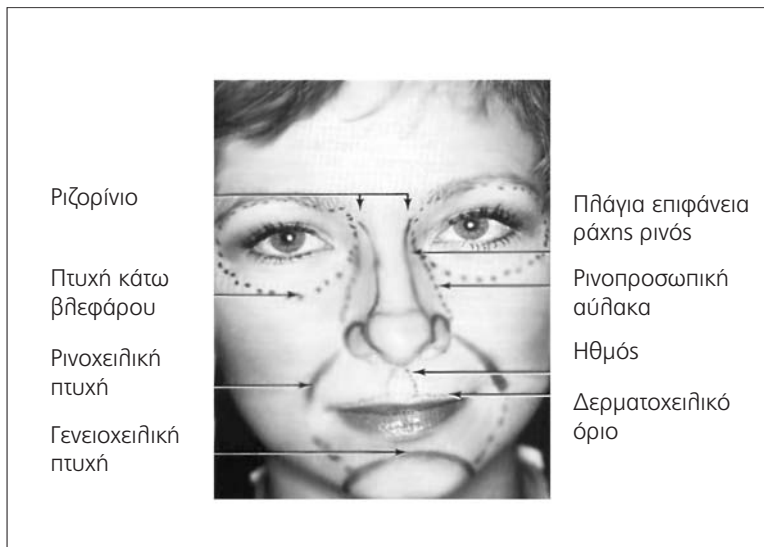 Ριζορίνιο
Πτυχή κάτω
βλεφάρου
Ρινοχειλική
πτυχή
Γενειοχειλική
πτυχή
Πλάγια επιφάνεια
ράχης ρινός
Ρινοπροσωπική
αύλακα
Ηθμός
Δερματοχειλικό
όριο